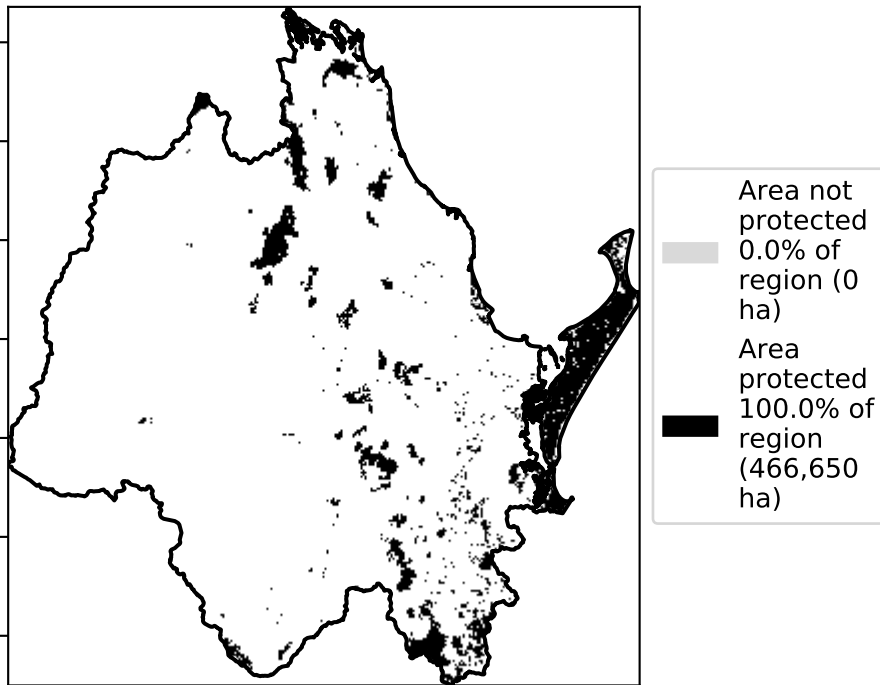 Area not
protected
0.0% of
region (0
ha)
Area
protected
100.0% of
region
(466,650
ha)